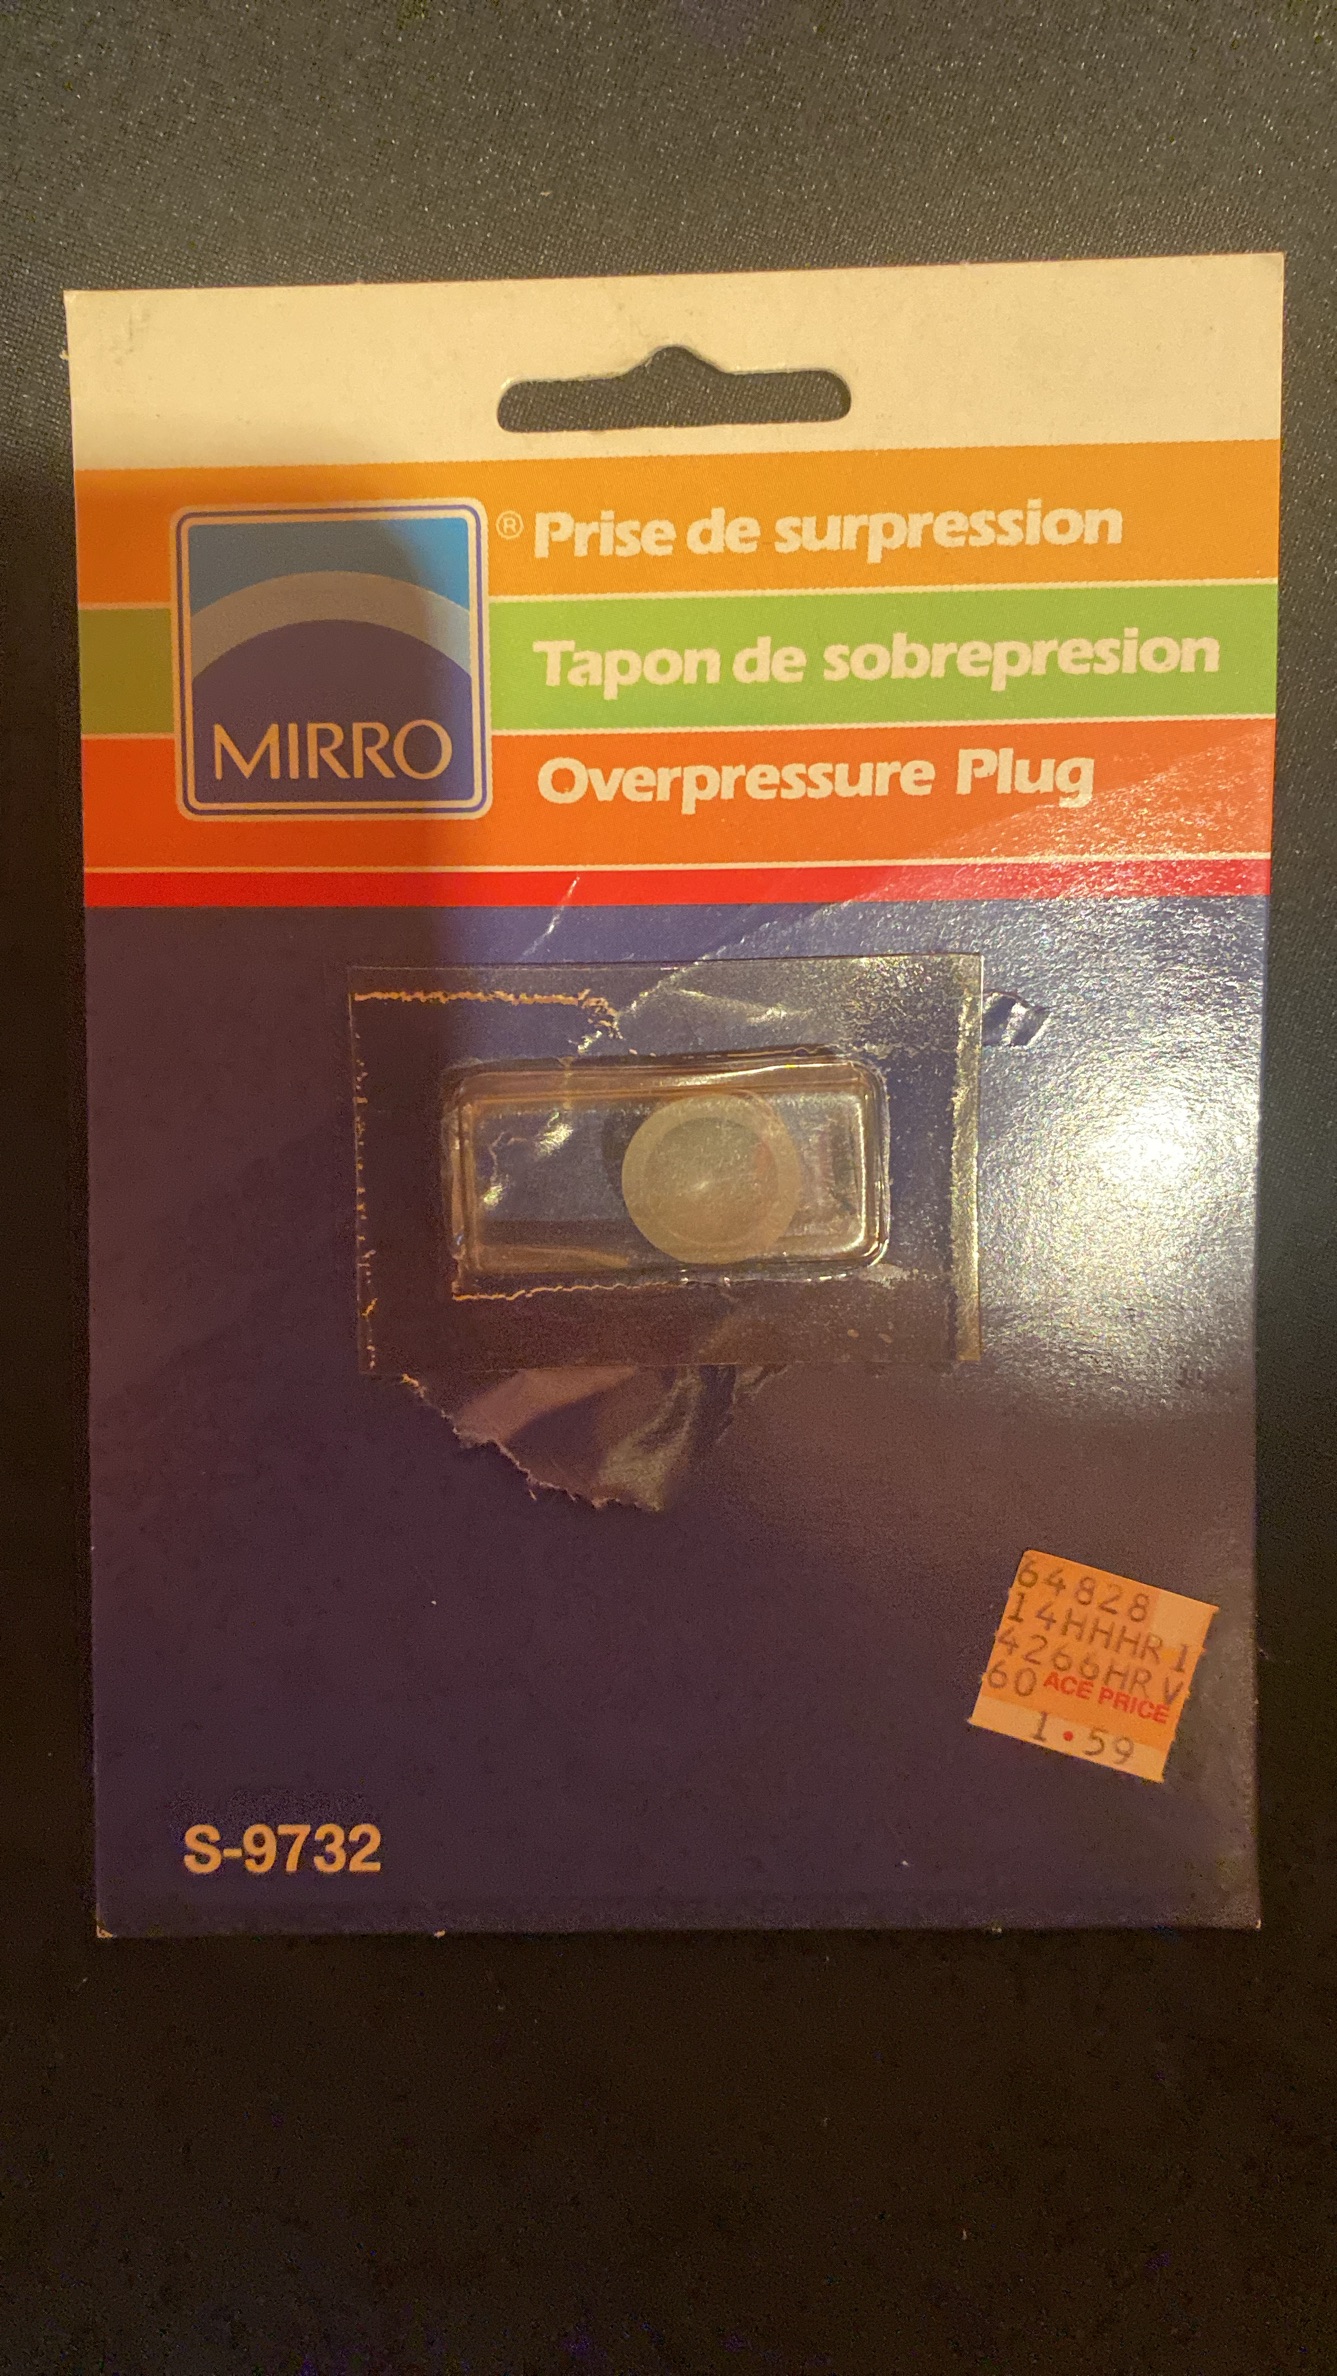 MIRRO
® Prise de surpression
Tapon de sobrepresion
Overpressure Plug
64828
14HHHR I
4266HR V
60 ACE PRICE
1.59
S-9732